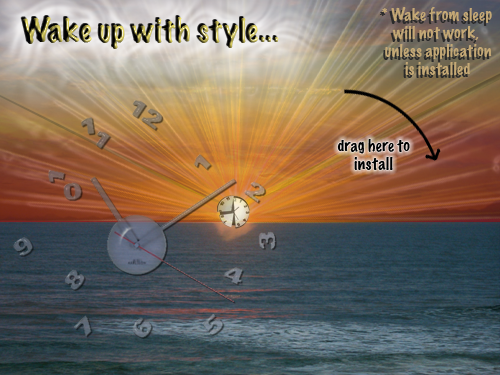 Wake up with style...
* Wake from sleep
will not work,
unless application
is installed
drag here to
install
12
11
1
10
2
9
3
8
4
7
6
5